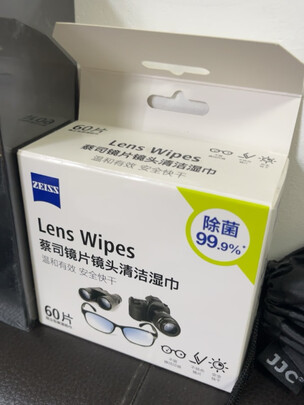 60片
Lens Wipes
蔡司镜片镜头清洁湿巾
温和有效 安全快干
ZEISS
Lens Wipes
蔡司镜片镜头清洁湿巾
温和有效 安全快干
除菌
99.9%*
60片
JJC